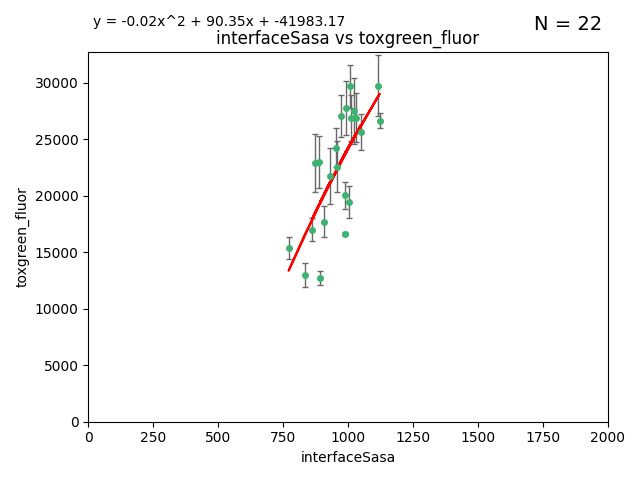 y = -0.02x^2 + 90.35x + -41983.17
N = 22
interfaceSasa vs toxgreen_fluor
30000
25000
20000
15000
10000
5000
0
toxgreen_fluor
0 250 500 750 1000 1250 1500 1750 2000
interfaceSasa